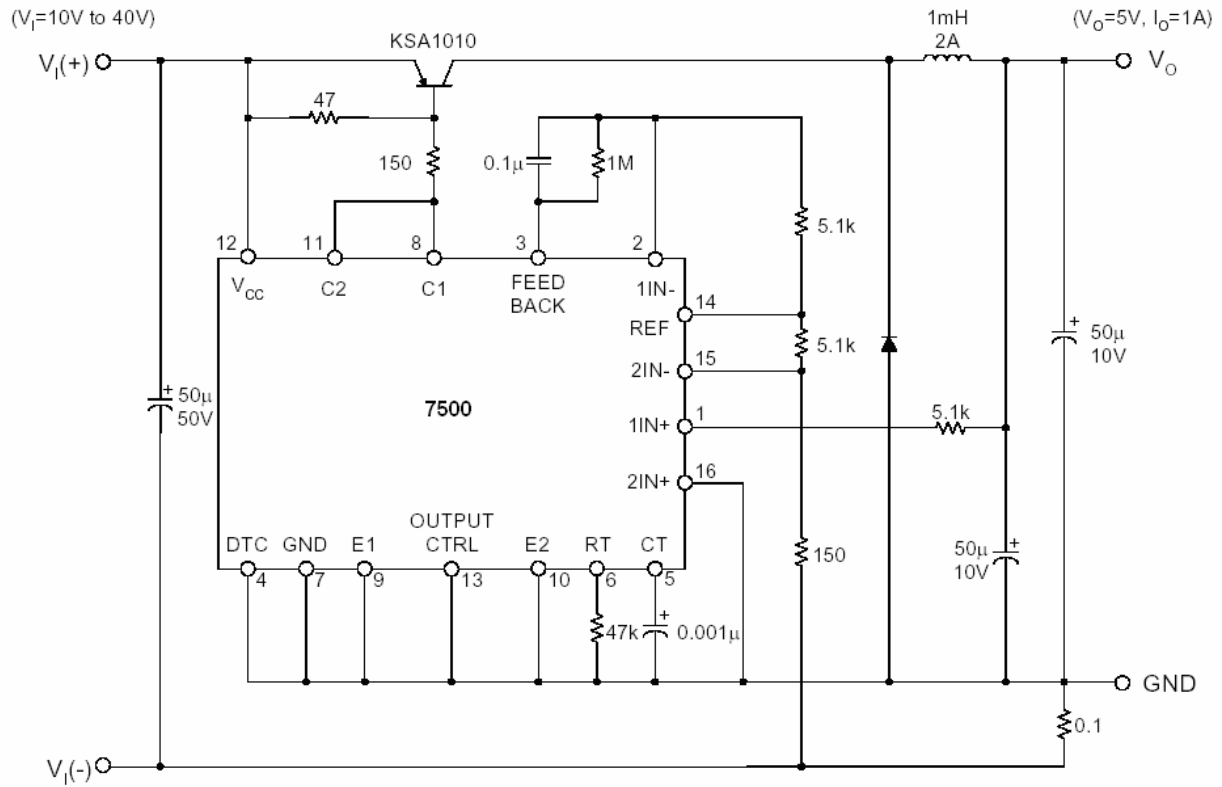 (VI=10V to 40V)
1mH
2A
(VO=5V, IO=1A)
KSA1010
VI(+)
VO
47
150
0.1μ
1M
5.1k
12
11
8
3
2
VCC
C2
C1
FEED
BACK
1IN-
14
REF
5.1k
15
2IN-
50μ
10V
50μ
50V
7500
1IN+
1
5.1k
2IN+
16
OUTPUT
CTRL
DTC
GND
E1
E2
RT
CT
150
50μ
10V
4
7
9
13
10
6
5
47k
0.001μ
GND
0.1
VI(-)
+
+
+
+